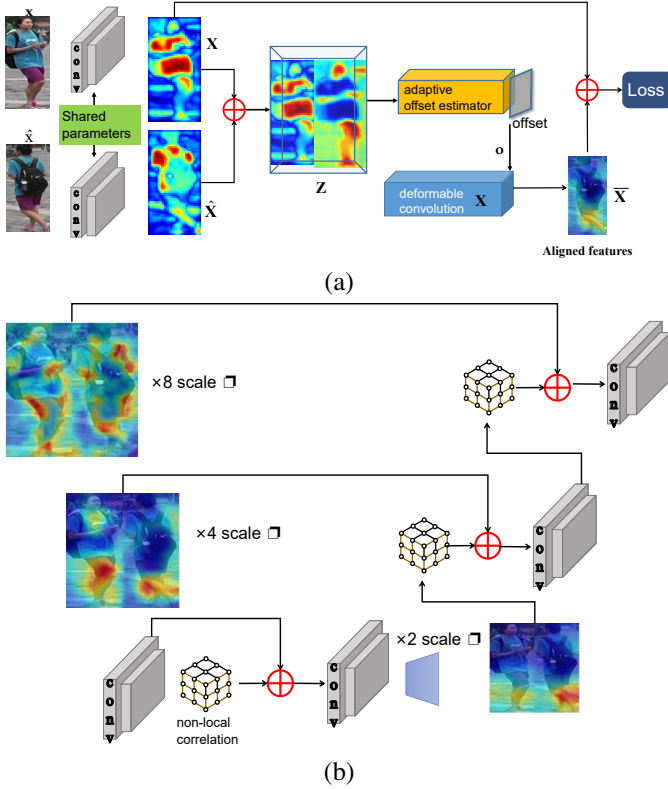 x
conv
Shared
parameters
x̂
conv
X
X̂
Z
adaptive
offset estimator
offset
o
deformable
convolution X
Loss
X̅
Aligned features
(a)
×8 scale ❐
conv
×4 scale ❐
conv
conv
non-local
correlation
conv
×2 scale ❐
(b)